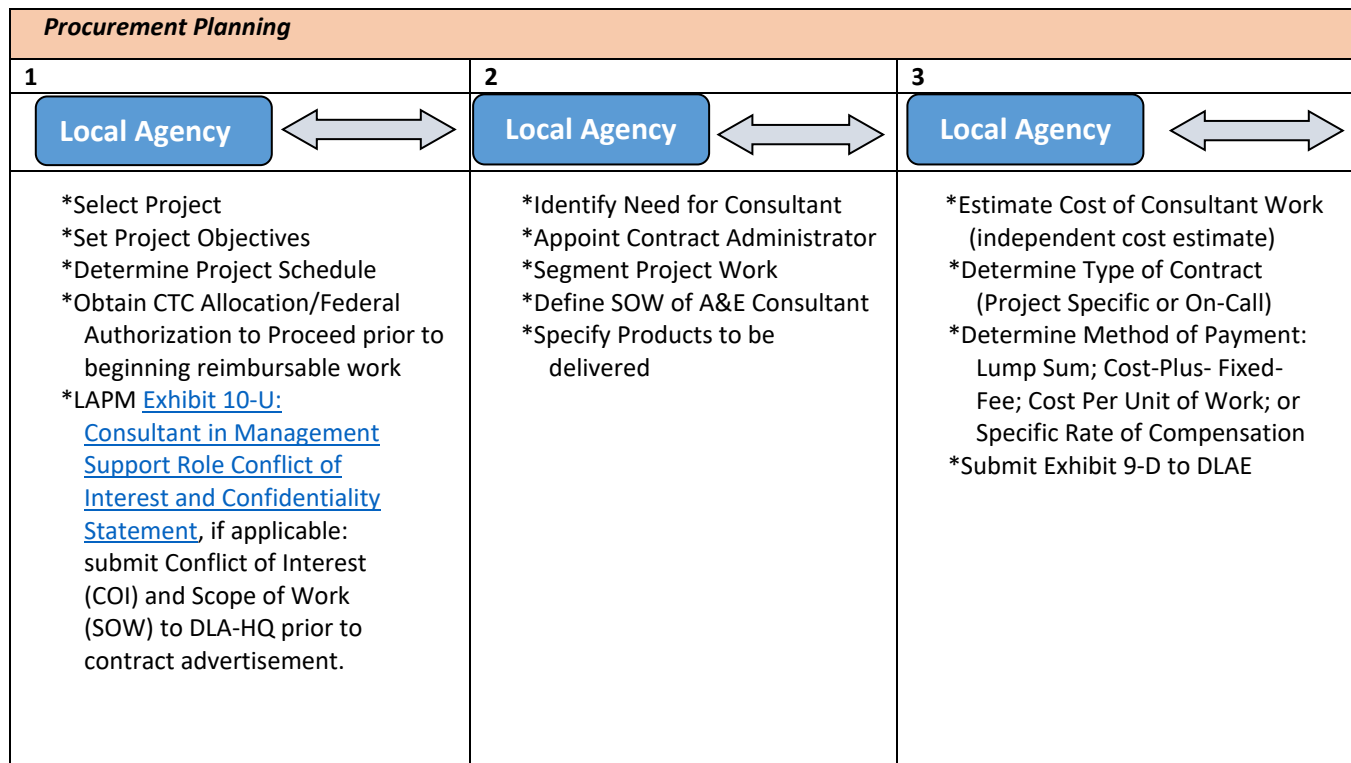 Procurement Planning
1
2
3
Local Agency
Local Agency
Local Agency
*Select Project
*Set Project Objectives
*Determine Project Schedule
*Obtain CTC Allocation/Federal
Authorization to Proceed prior to
beginning reimbursable work
*LAPM Exhibit 10-U:
Consultant in Management
Support Role Conflict of
Interest and Confidentiality
Statement, if applicable:
submit Conflict of Interest
(COI) and Scope of Work
(SOW) to DLA-HQ prior to
contract advertisement.
*Identify Need for Consultant
*Appoint Contract Administrator
*Segment Project Work
*Define SOW of A&E Consultant
*Specify Products to be
delivered
*Estimate Cost of Consultant Work
(independent cost estimate)
*Determine Type of Contract
(Project Specific or On-Call)
*Determine Method of Payment:
Lump Sum; Cost-Plus- Fixed-
Fee; Cost Per Unit of Work; or
Specific Rate of Compensation
*Submit Exhibit 9-D to DLAE